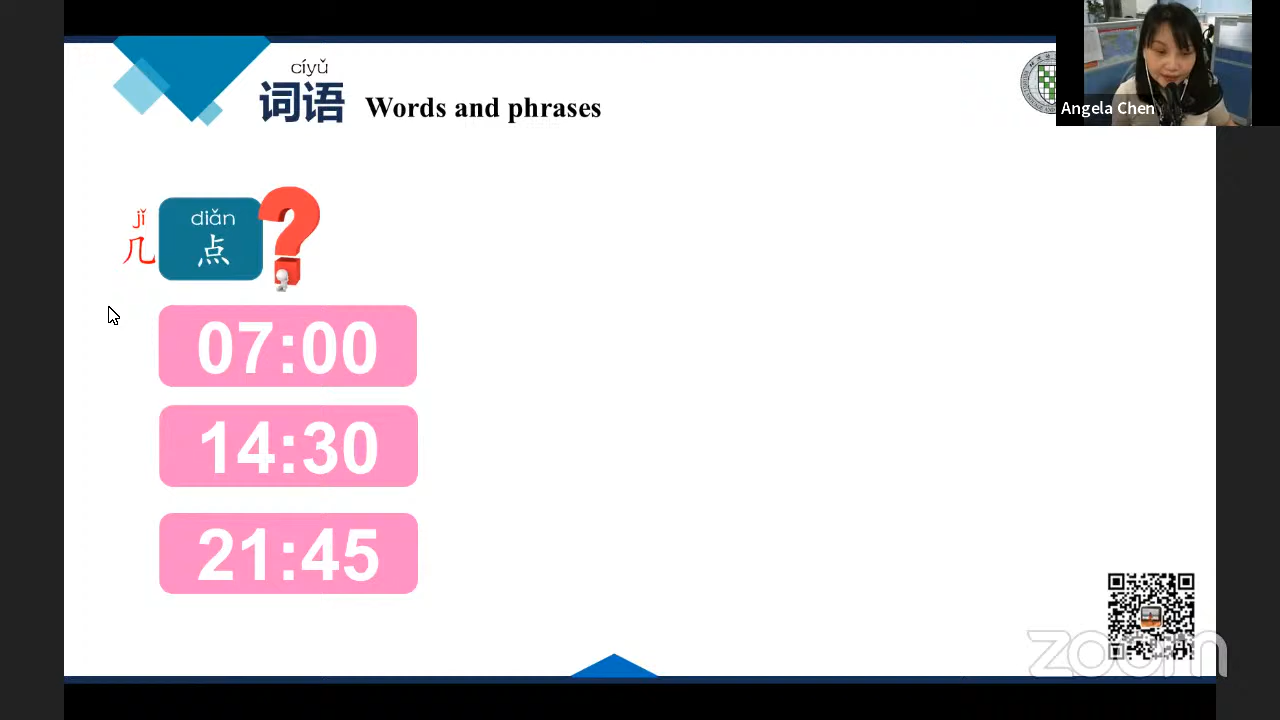 cíyǔ
词语 Words and phrases
Angela Chen
jǐ diǎn
几 点 ?
07:00
14:30
21:45
zoom